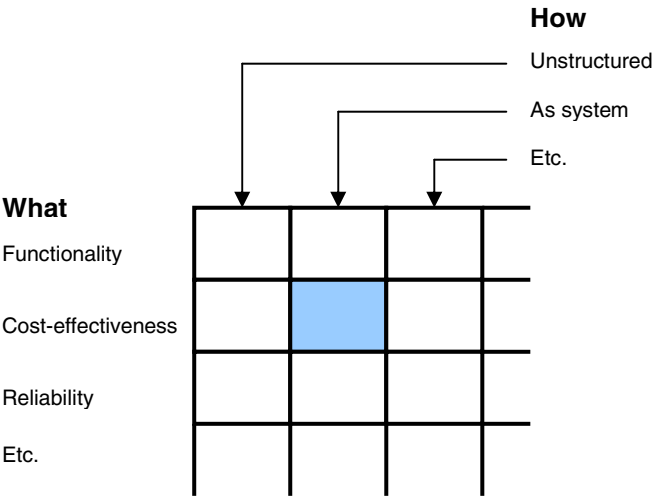 How
Unstructured
As system
Etc.
What
Functionality
Cost-effectiveness
Reliability
Etc.